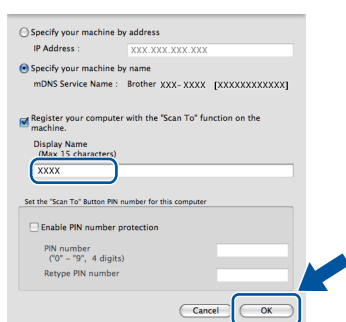 Specify your machine by address
IP Address : XXX.XXX.XXX.XXX
Specify your machine by name
mDNS Service Name : Brother XXX-XXXX [XXXXXXXXXXXX]
Register your computer with the "Scan To" function on the
machine.
Display Name
(Max 15 characters)
XXXX
Set the "Scan To" Button PIN number for this computer
Enable PIN number protection
PIN number
("0" – "9", 4 digits)
Retype PIN number
Cancel OK